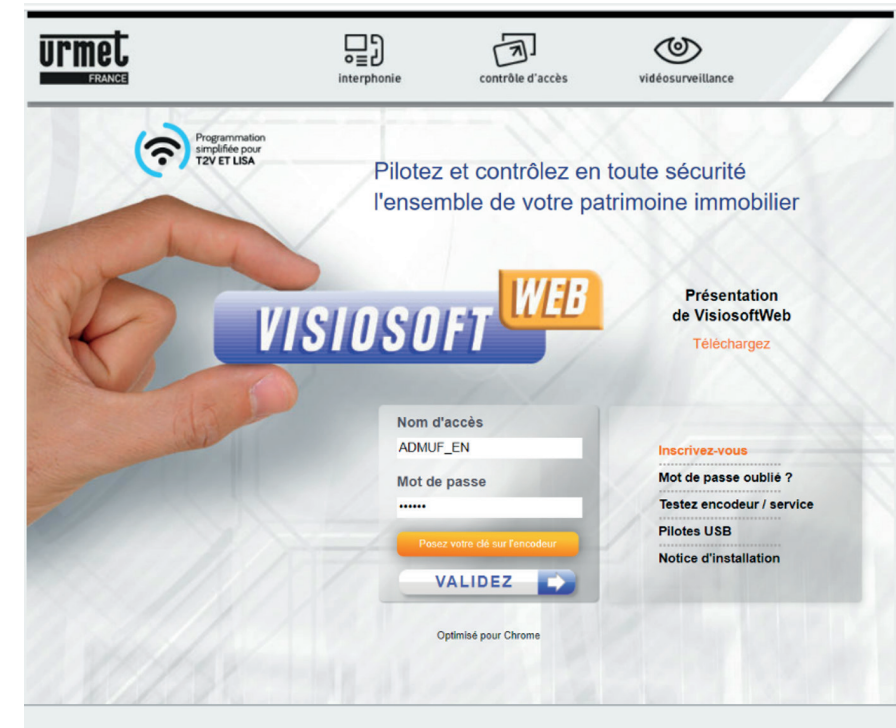 urmet
FRANCE
interphonie
contrôle d'accès
vidéosurveillance
Programmation
simplifiée pour
T2V ET LISA
Pilotez et contrôlez en toute sécurité
l'ensemble de votre patrimoine immobilier
VISIOSOFT WEB
Présentation
de VisiosoftWeb
Téléchargez
Nom d'accès
ADMUF_EN
Mot de passe
••••••
Posez votre clé sur l'encodeur
VALIDEZ
Inscrivez-vous
Mot de passe oublié ?
Testez encodeur / service
Pilotes USB
Notice d'installation
Optimisé pour Chrome